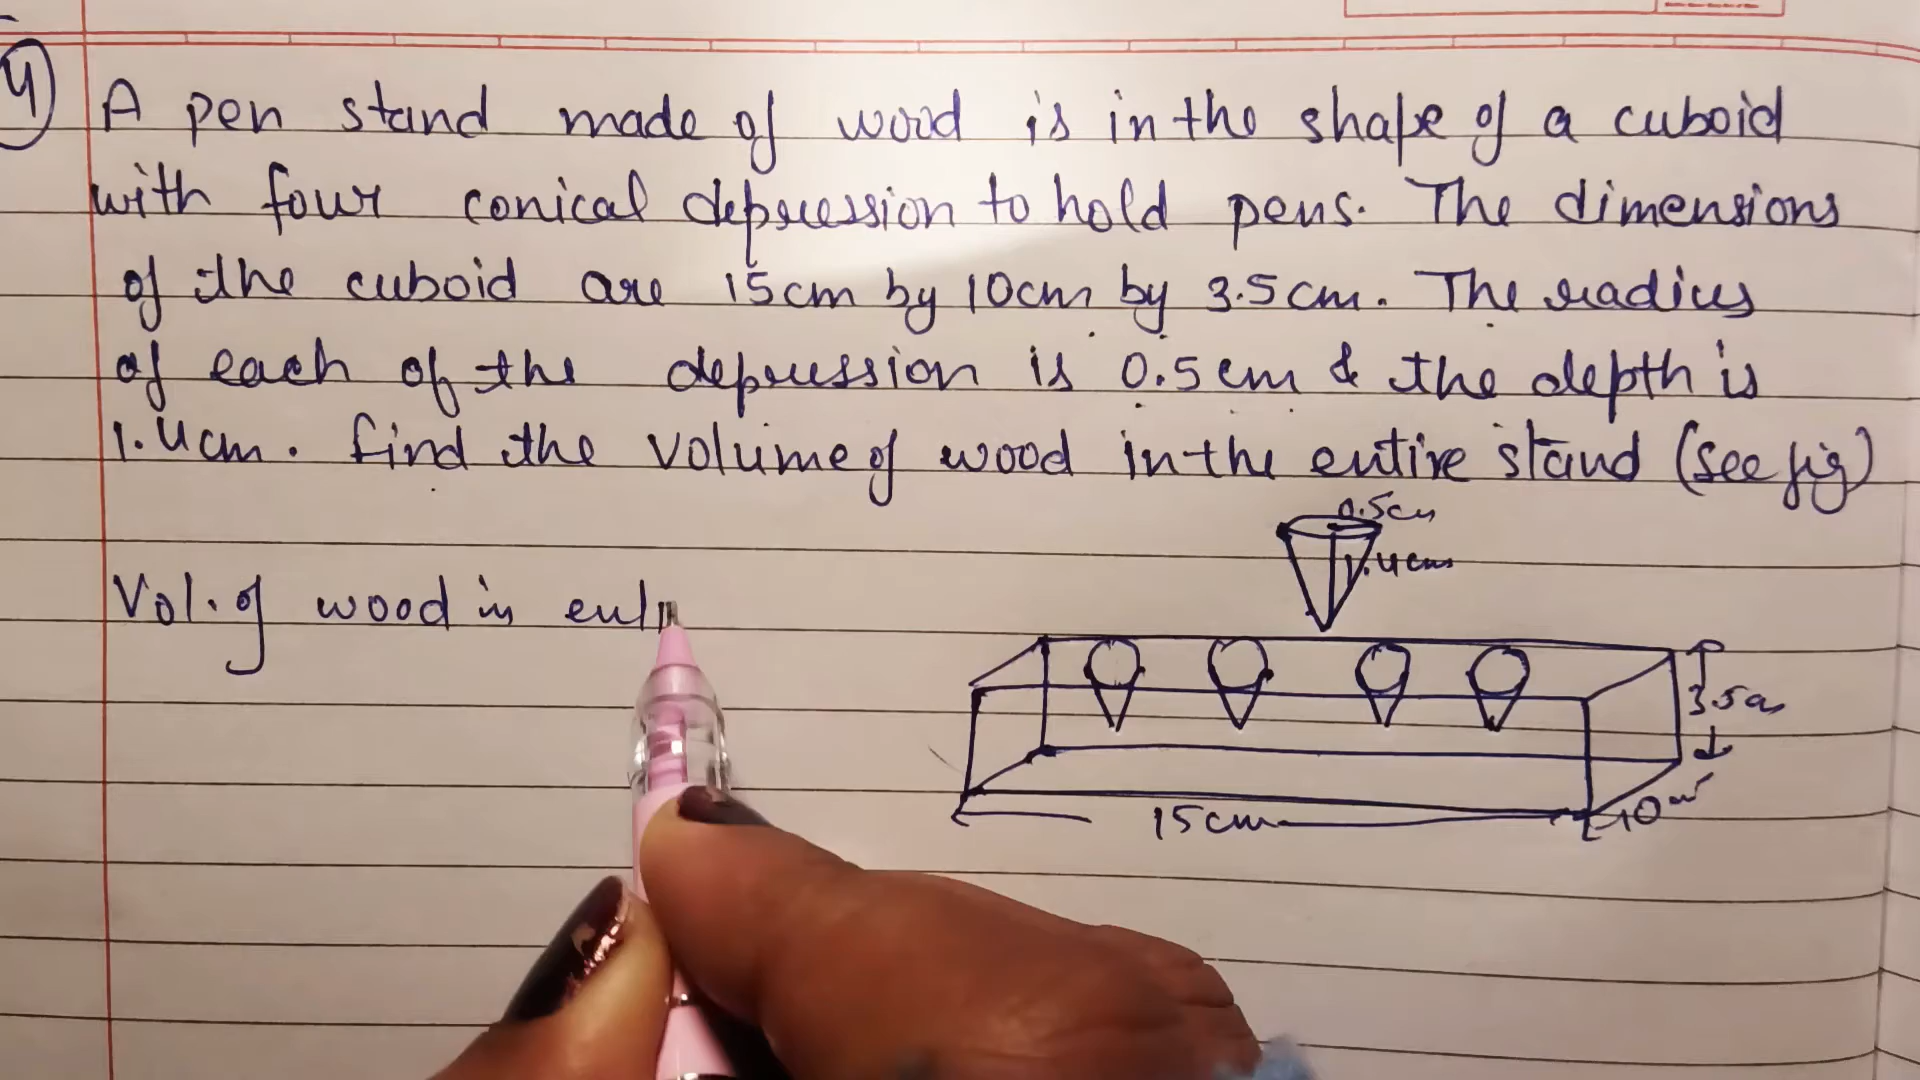 4
A pen stand made of wood is in the shape of a cuboid
with four conical depression to hold pens. The dimensions
of the cuboid are 15cm by 10cm by 3.5cm. The radius
of each of the depression is 0.5cm & the depth is
1.4cm. find the volume of wood in the entire stand (see fig)
0.5cm
1.4cm
Vol. of wood in
3.5cm
15cm
10cm